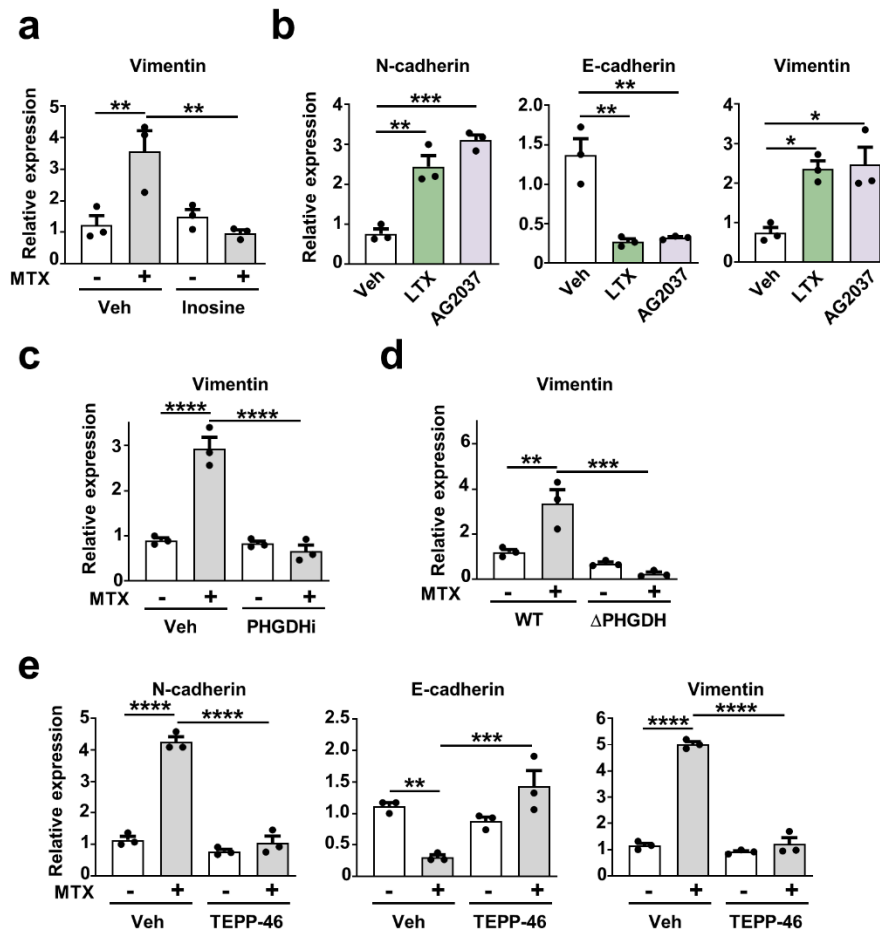 a
Vimentin
Relative expression
5
4
3
2
1
0
** **
MTX - + - +
Veh Inosine
b
N-cadherin
Relative expression
4
3
2
1
0
***
**
Veh LTX AG2037
E-cadherin
2.0
1.5
1.0
0.5
0
**
**
Veh LTX AG2037
Vimentin
4
3
2
1
0
*
*
Veh LTX AG2037
c
Vimentin
Relative expression
3
2
1
0
**** ****
MTX - + - +
Veh PHGDHi
d
Vimentin
Relative expression
6
4
2
0
** ***
MTX - + - +
WT ΔPHGDH
e
N-cadherin
Relative expression
5
4
3
2
1
0
**** ****
MTX - + - +
Veh TEPP-46
E-cadherin
2.5
2.0
1.5
1.0
0.5
0
** ***
- + - +
Veh TEPP-46
Vimentin
6
5
4
3
2
1
0
**** ****
- + - +
Veh TEPP-46